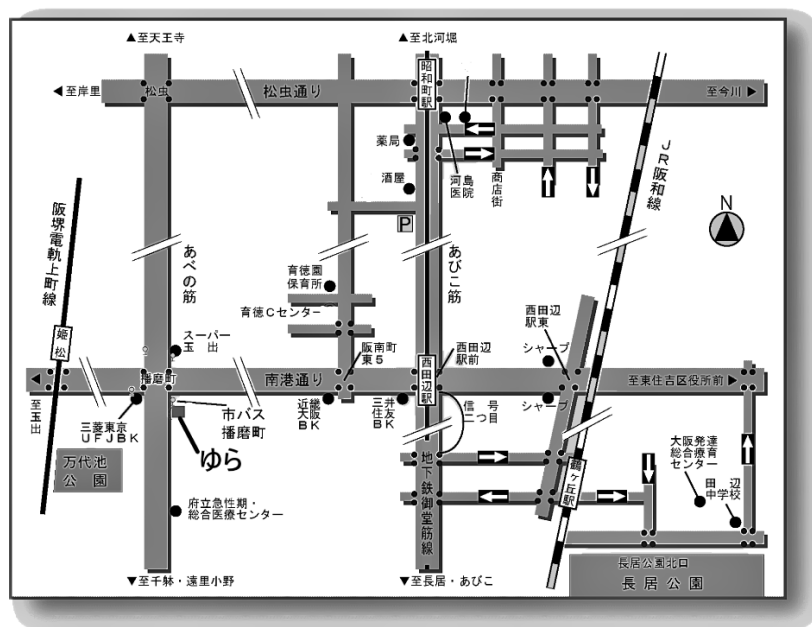 ▲至天王寺
▲至北河堀
◀至岸里
松虫
松虫通り
昭和町駅
至今川▶
薬局
酒屋
河島
医院
商店街
JR阪和線
N
P
阪堺電軌上町線
あべの筋
あびこ筋
育徳園
保育所
育徳Cセンター
西田辺
駅東
姫松
スーパー
玉出
阪南町
東5
西田辺
駅前
シャープ
播磨町
南港通り
西田辺駅
至東住吉区役所前▶
至玉出
三菱東京
UFJBK
市バス
播磨町
近畿
大阪
BK
三井
住友
BK
信号
二つ目
シャープ
ゆら
万代池
公園
地下鉄御堂筋線
鶴ヶ丘駅
大阪発達
総合療育
センター
田辺
中学校
府立急性期・
総合医療センター
長居公園北口
長居公園
▼至千躰・遠里小野
▼至長居・あびこ